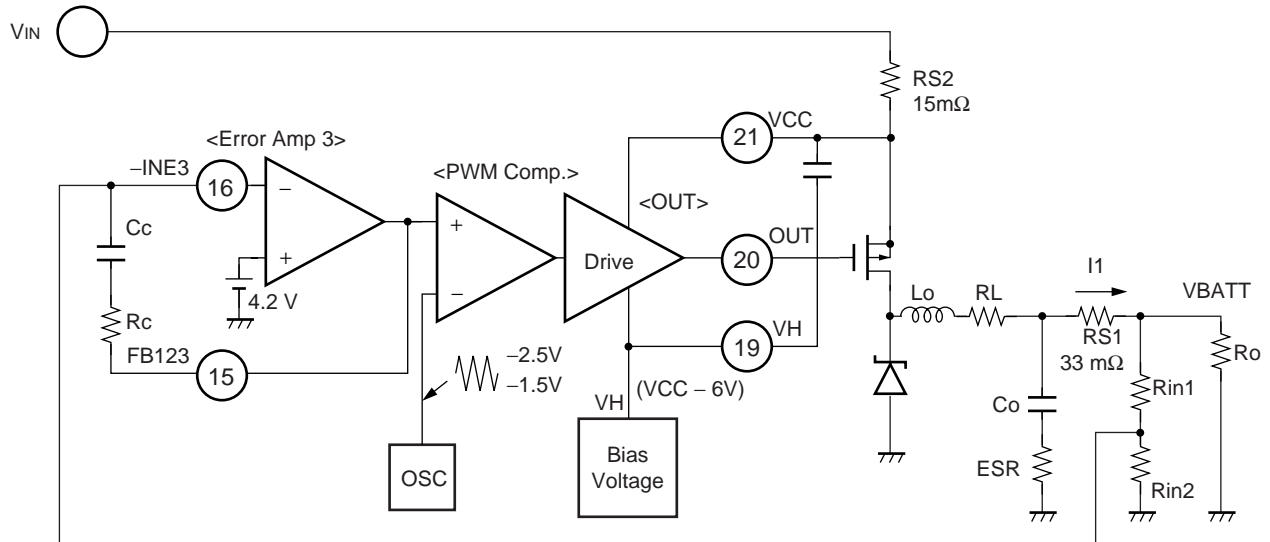 VIN
RS2
15mΩ
<Error Amp 3>
21
VCC
−INE3
16
−
+
4.2 V
<PWM Comp.>
+
−
<OUT>
Drive
20
OUT
Cc
Rc
FB123
15
−2.5V
−1.5V
19
VH
VH
(VCC − 6V)
OSC
Bias
Voltage
Lo
RL
I1
RS1
33 mΩ
VBATT
Ro
Rin1
Co
ESR
Rin2